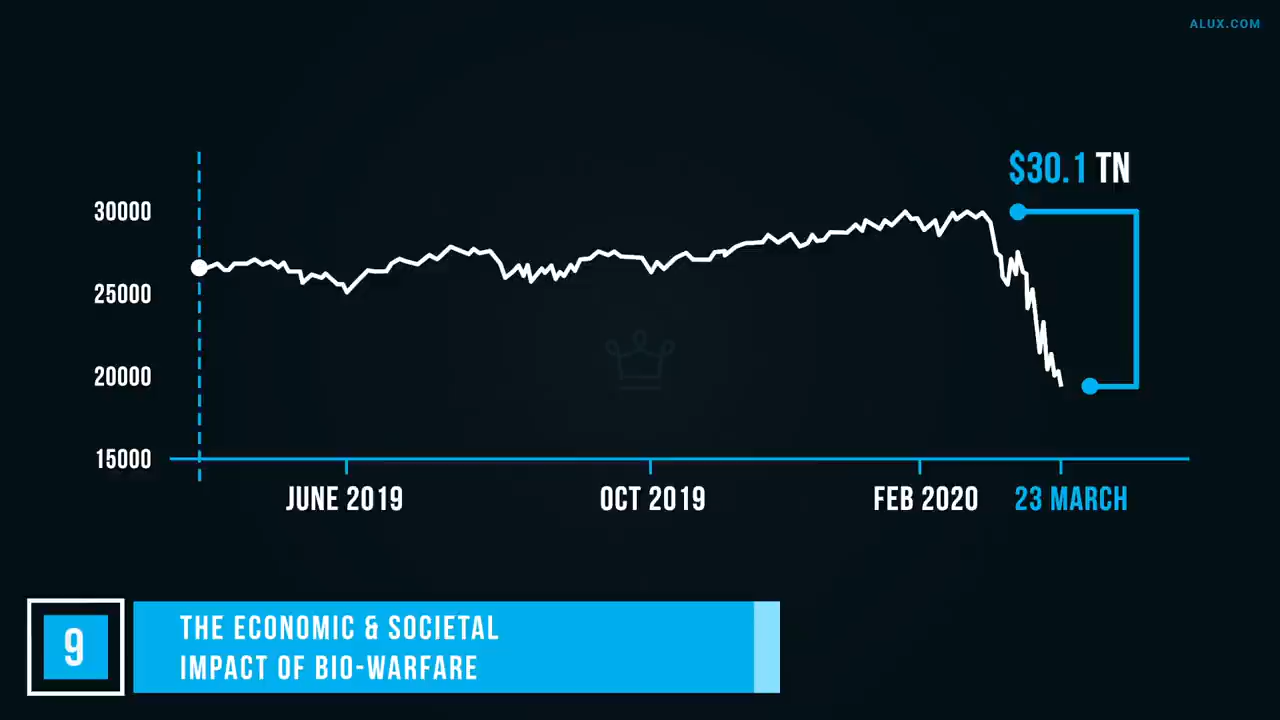 ALUX.COM
$30.1 TN
30000
25000
20000
15000
JUNE 2019
OCT 2019
FEB 2020
23 MARCH
9
THE ECONOMIC & SOCIETAL
IMPACT OF BIO-WARFARE